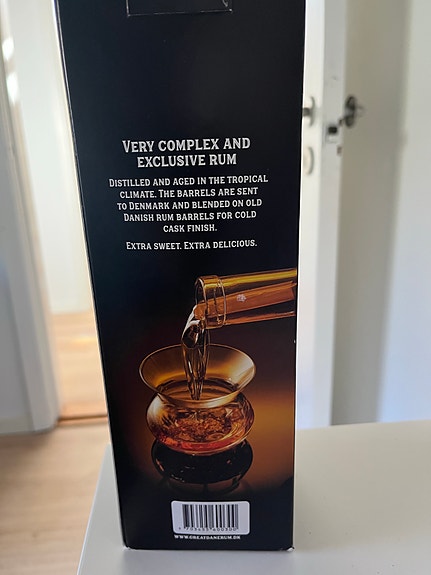 Very complex and
exclusive rum
Distilled and aged in the tropical
climate. The barrels are sent
to Denmark and blended on old
Danish rum barrels for cold
cask finish.
Extra sweet. Extra delicious.
www.greatdanerum.dk